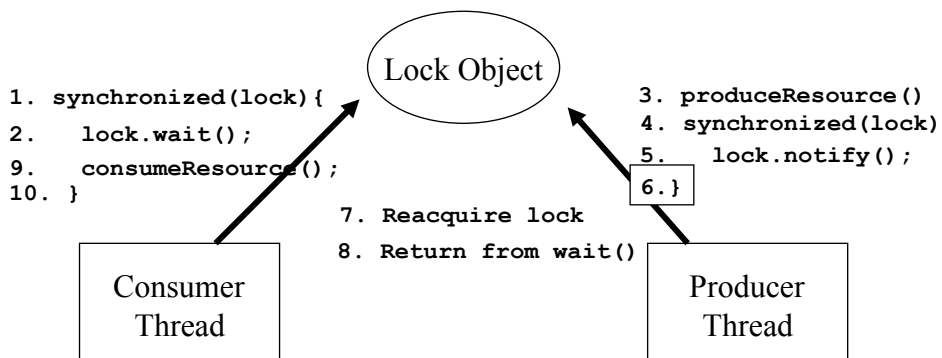 Lock Object
1. synchronized(lock){
2. lock.wait();
9. consumeResource();
10. }
3. produceResource()
4. synchronized(lock)
5. lock.notify();
6.}
7. Reacquire lock
8. Return from wait()
Consumer
Thread
Producer
Thread